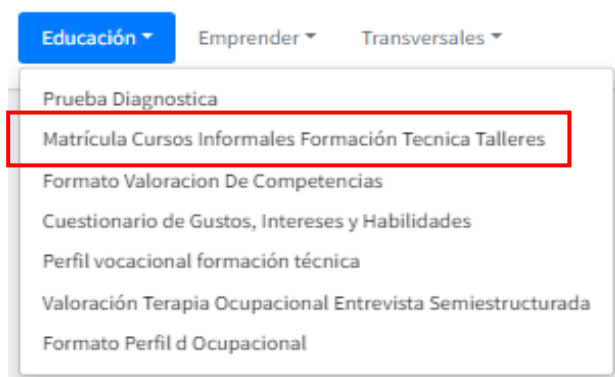 Educación Emprender Transversales
Prueba Diagnostica
Matrícula Cursos Informales Formación Tecnica Talleres
Formato Valoracion De Competencias
Cuestionario de Gustos, Intereses y Habilidades
Perfil vocacional formación técnica
Valoración Terapia Ocupacional Entrevista Semiestructurada
Formato Perfil d Ocupacional